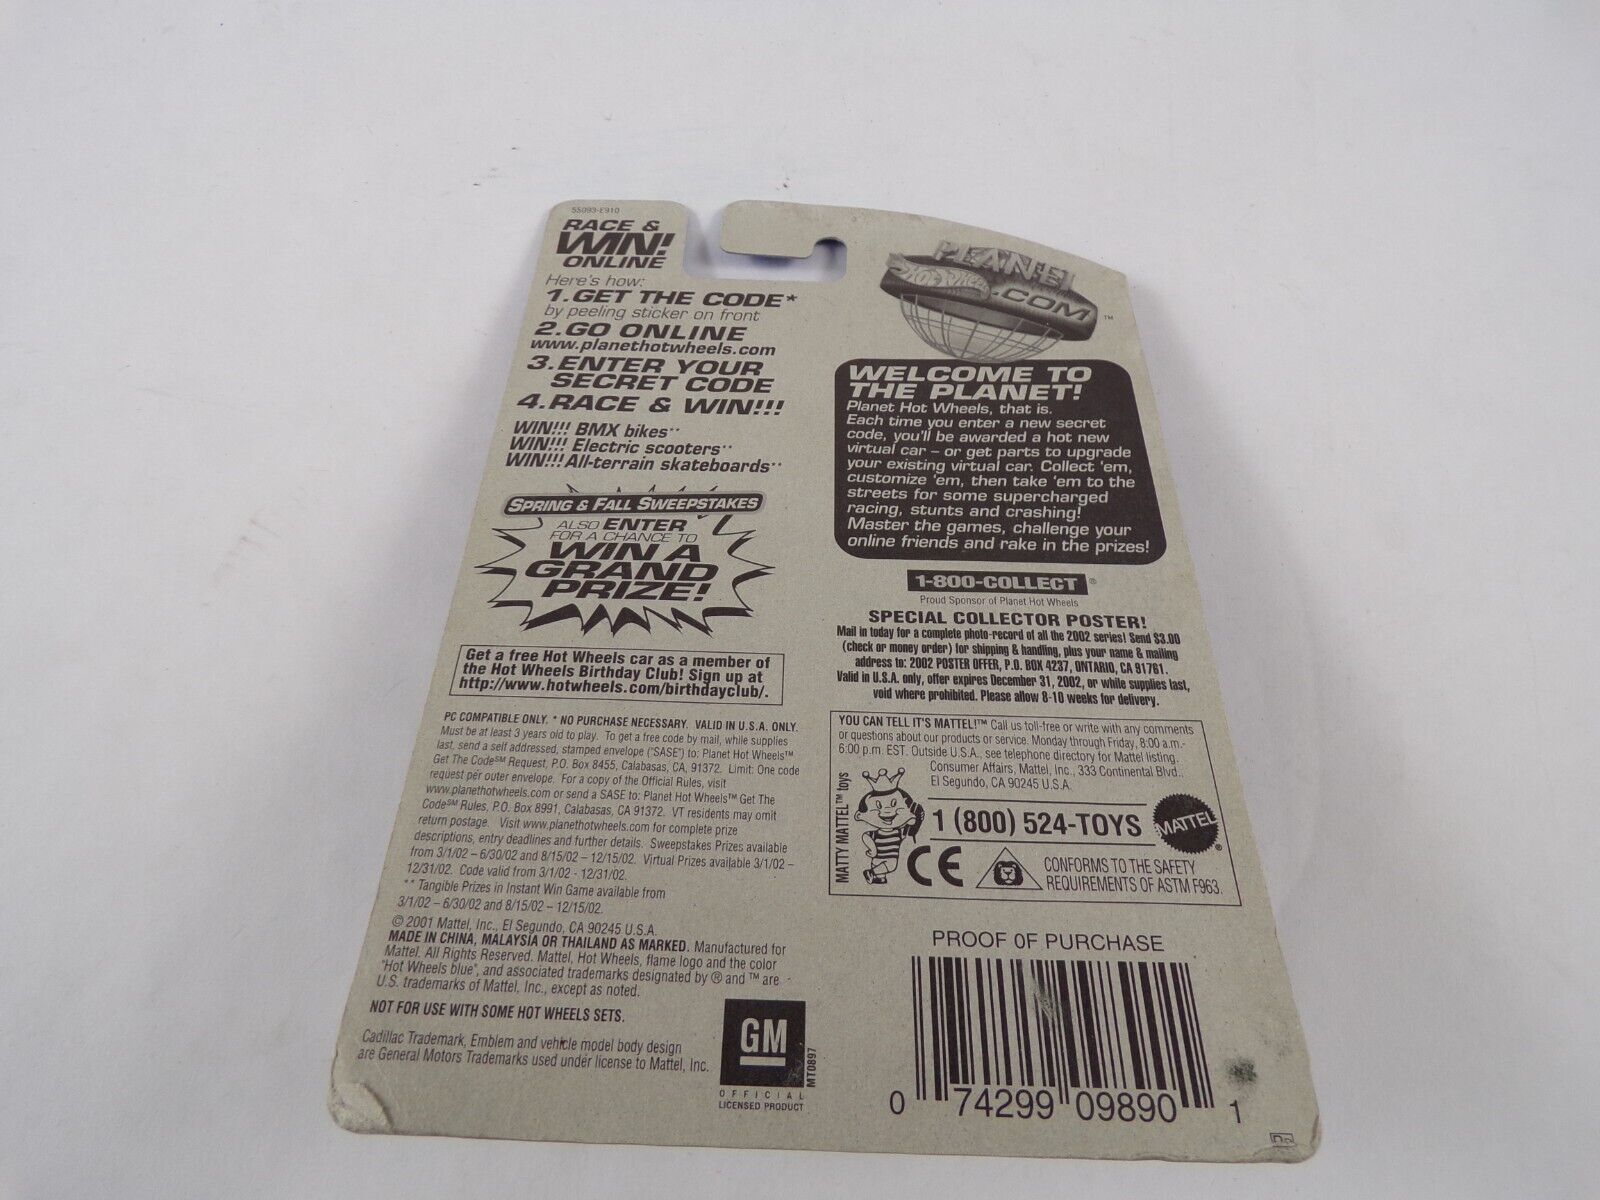 55093-E910
RACE &
WIN!
ONLINE
Here's how:
1.GET THE CODE*
by peeling sticker on front
2.GO ONLINE
www.planethotwheels.com
3.ENTER YOUR
SECRET CODE
4.RACE & WIN!!!
WIN!!! BMX bikes**
WIN!!! Electric scooters**
WIN!!! All-terrain skateboards**
SPRING & FALL SWEEPSTAKES
ALSO ENTER
FOR A CHANCE TO
WIN A
GRAND
PRIZE!
Get a free Hot Wheels car as a member of
the Hot Wheels Birthday Club! Sign up at
http://www.hotwheels.com/birthdayclub/.
PC COMPATIBLE ONLY. * NO PURCHASE NECESSARY. VALID IN U.S.A. ONLY.
Must be at least 3 years old to play. To get a free code by mail, while supplies
last, send a self addressed, stamped envelope ("SASE") to: Planet Hot Wheels™
Get The Code℠ Request, P.O. Box 8455, Calabasas, CA, 91372. Limit: One code
request per outer envelope. For a copy of the Official Rules, visit
www.planethotwheels.com or send a SASE to: Planet Hot Wheels™ Get The
Code℠ Rules, P.O. Box 8991, Calabasas, CA 91372. VT residents may omit
return postage. Visit www.planethotwheels.com for complete prize
descriptions, entry deadlines and further details. Sweepstakes Prizes available
from 3/1/02 – 6/30/02 and 8/15/02 – 12/15/02. Virtual Prizes available 3/1/02 –
12/31/02. Code valid from 3/1/02 - 12/31/02.
** Tangible Prizes in Instant Win Game available from
3/1/02 – 6/30/02 and 8/15/02 – 12/15/02.
© 2001 Mattel, Inc., El Segundo, CA 90245 U.S.A.
MADE IN CHINA, MALAYSIA OR THAILAND AS MARKED. Manufactured for
Mattel. All Rights Reserved. Mattel, Hot Wheels, flame logo and the color
"Hot Wheels blue", and associated trademarks designated by ® and ™ are
U.S. trademarks of Mattel, Inc., except as noted.
NOT FOR USE WITH SOME HOT WHEELS SETS.
Cadillac Trademark, Emblem and vehicle model body design
are General Motors Trademarks used under license to Mattel, Inc.
GM
OFFICIAL
LICENSED PRODUCT
MT0897
PLANET
HOT WHEELS
.COM
™
WELCOME TO
THE PLANET!
Planet Hot Wheels, that is.
Each time you enter a new secret
code, you'll be awarded a hot new
virtual car – or get parts to upgrade
your existing virtual car. Collect 'em,
customize 'em, then take 'em to the
streets for some supercharged
racing, stunts and crashing!
Master the games, challenge your
online friends and rake in the prizes!
1-800-COLLECT®
Proud Sponsor of Planet Hot Wheels
SPECIAL COLLECTOR POSTER!
Mail in today for a complete photo-record of all the 2002 series! Send $3.00
(check or money order) for shipping & handling, plus your name & mailing
address to: 2002 POSTER OFFER, P.O. BOX 4237, ONTARIO, CA 91761.
Valid in U.S.A. only, offer expires December 31, 2002, or while supplies last,
void where prohibited. Please allow 8-10 weeks for delivery.
YOU CAN TELL IT'S MATTEL!™ Call us toll-free or write with any comments
or questions about our products or service. Monday through Friday, 8:00 a.m.-
6:00 p.m. EST. Outside U.S.A., see telephone directory for Mattel listing.
Consumer Affairs, Mattel, Inc., 333 Continental Blvd.,
El Segundo, CA 90245 U.S.A.
MATTY MATTEL™ toys
1 (800) 524-TOYS
MATTEL®
CE
CONFORMS TO THE SAFETY
REQUIREMENTS OF ASTM F963.
PROOF OF PURCHASE
0 74299 09890 1